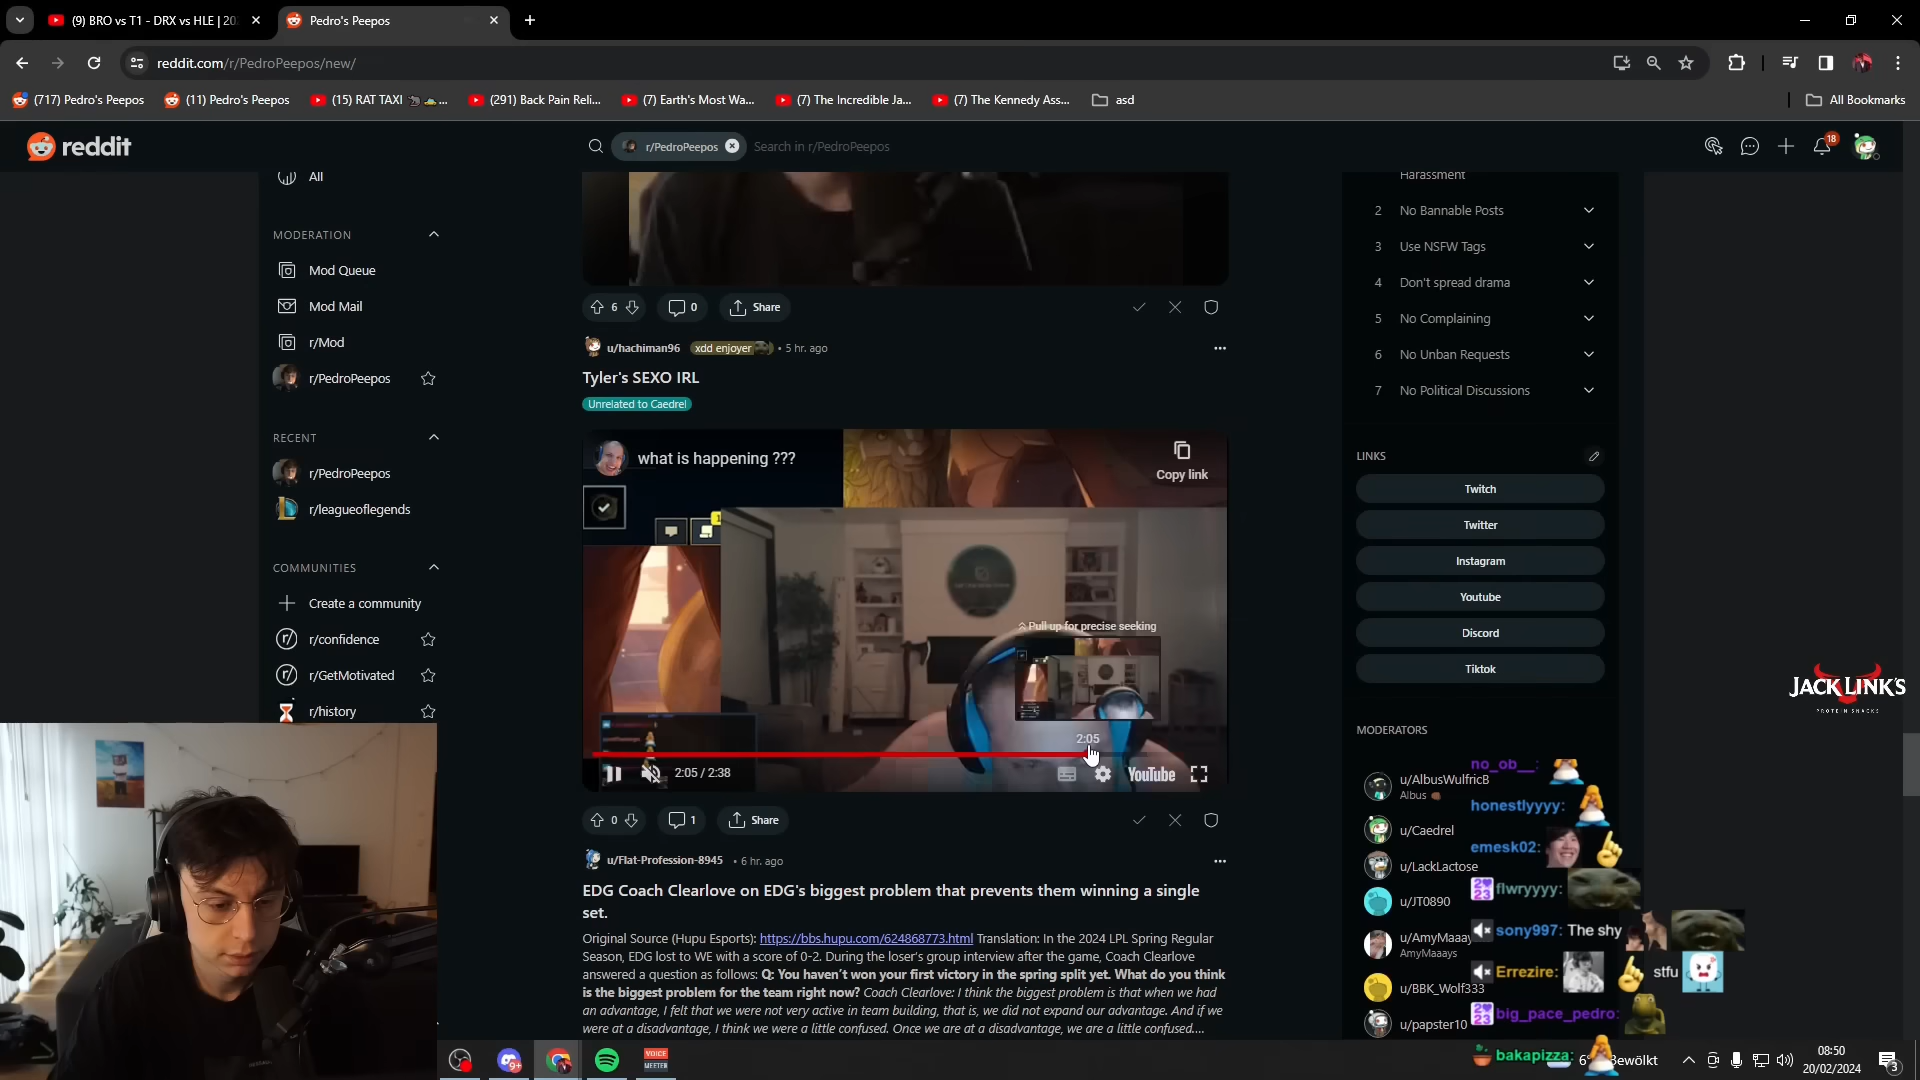 (9) BRO vs T1 - DRX vs HLE | 20
Pedro's Peepos
reddit.com/r/PedroPeepos/new/
(717) Pedro's Peepos
(11) Pedro's Peepos
(15) RAT TAXI
(291) Back Pain Reli...
(7) Earth's Most Wa...
(7) The Incredible Ja...
(7) The Kennedy Ass...
asd
All Bookmarks
reddit
r/PedroPeepos
Search in r/PedroPeepos
18
All
MODERATION
Mod Queue
Mod Mail
r/Mod
r/PedroPeepos
RECENT
r/PedroPeepos
r/leagueoflegends
COMMUNITIES
Create a community
r/confidence
r/GetMotivated
r/history
6
0
Share
u/hachiman96
xdd enjoyer
• 5 hr. ago
Tyler's SEXO IRL
Unrelated to Caedrel
what is happening ???
Copy link
Pull up for precise seeking
2:05
2:05 / 2:38
YouTube
0
1
Share
u/Flat-Profession-8945 • 6 hr. ago
EDG Coach Clearlove on EDG's biggest problem that prevents them winning a single
set.
Original Source (Hupu Esports): https://bbs.hupu.com/624868773.html Translation: In the 2024 LPL Spring Regular
Season, EDG lost to WE with a score of 0-2. During the loser's group interview after the game, Coach Clearlove
answered a question as follows: Q: You haven't won your first victory in the spring split yet. What do you think
is the biggest problem for the team right now? Coach Clearlove: I think the biggest problem is that when we had
an advantage, I felt that we were not very active in team building, that is, we did not expand our advantage. And if we
were at a disadvantage, I think we were a little confused. Once we are at a disadvantage, we are a little confused....
Harassment
2 No Bannable Posts
3 Use NSFW Tags
4 Don't spread drama
5 No Complaining
6 No Unban Requests
7 No Political Discussions
LINKS
Twitch
Twitter
Instagram
Youtube
Discord
Tiktok
JACK LINK'S
PROTEIN SNACKS
MODERATORS
u/AlbusWulfricB
Albus
u/Caedrel
u/LackLactose
u/JT0890
u/AmyMaaay
AmyMaaays
u/BBK_Wolf333
u/papster10
no_ob__:
honestlyyyy:
emesk02:
flwryyyy:
sony997: The shy
Errezire: stfu
big_pace_pedro:
bakapizza:
6° Bewölkt
VOICE
MEETER
9+
08:50
20/02/2024
3